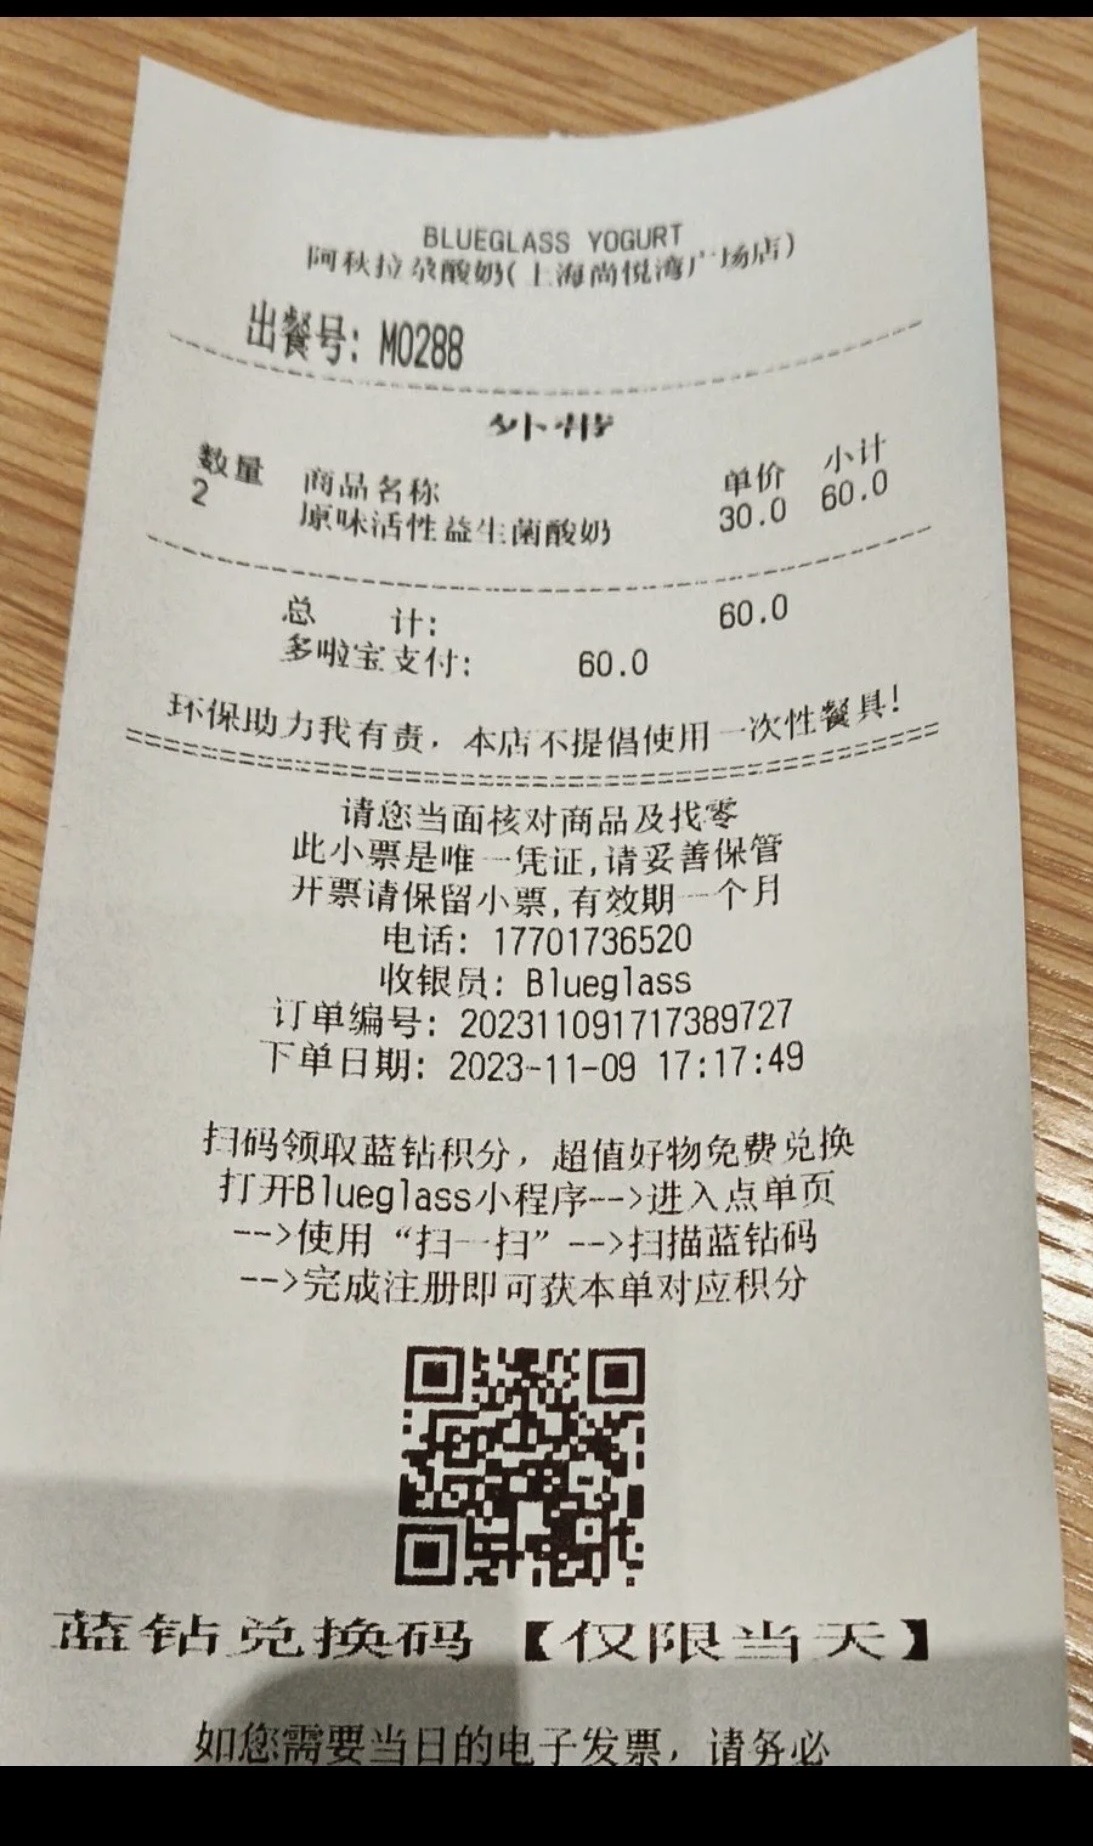 BLUEGLASS YOGURT
阿秋拉尕酸奶(上海尚悦湾广场店)
出餐号: M0288
外带
数量 商品名称 单价 小计
2 原味活性益生菌酸奶 30.0 60.0
总 计: 60.0
多啦宝支付: 60.0
环保助力我有责，本店不提倡使用一次性餐具!
请您当面核对商品及找零
此小票是唯一凭证,请妥善保管
开票请保留小票,有效期一个月
电话: 17701736520
收银员: Blueglass
订单编号: 202311091717389727
下单日期: 2023-11-09 17:17:49
扫码领取蓝钻积分，超值好物免费兑换
打开Blueglass小程序-->进入点单页
-->使用“扫一扫”-->扫描蓝钻码
-->完成注册即可获本单对应积分
蓝钻兑换码【仅限当天】
如您需要当日的电子发票，请务必